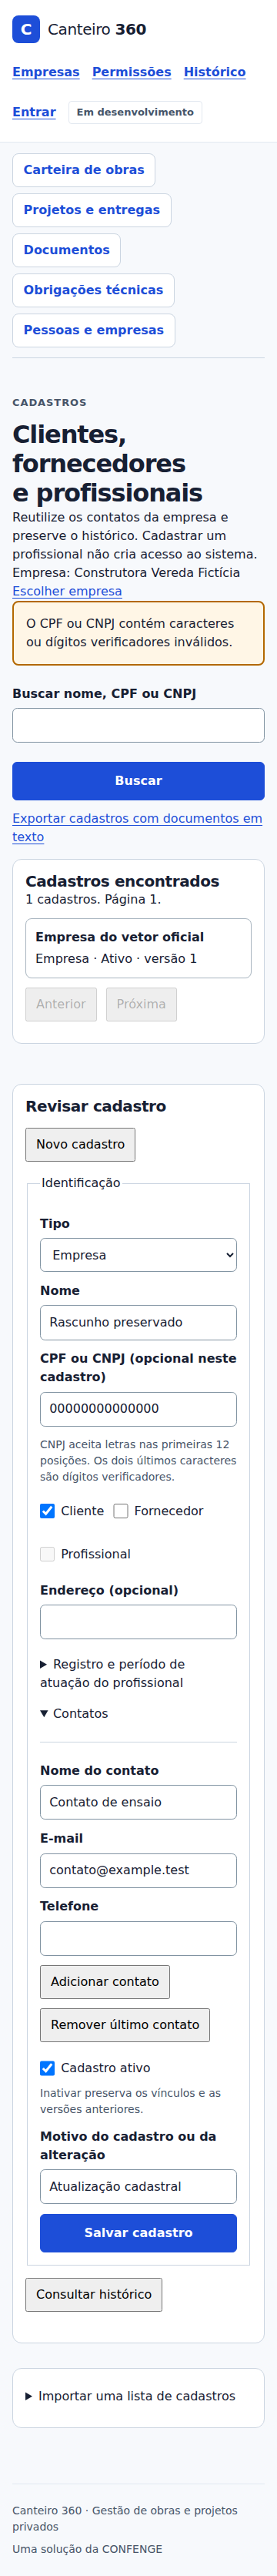 C Canteiro 360
Empresas Permissões Histórico
Entrar Em desenvolvimento
Carteira de obras
Projetos e entregas
Documentos
Obrigações técnicas
Pessoas e empresas
CADASTROS
Clientes,
fornecedores
e profissionais
Reutilize os contatos da empresa e
preserve o histórico. Cadastrar um
profissional não cria acesso ao sistema.
Empresa: Construtora Vereda Fictícia
Escolher empresa
O CPF ou CNPJ contém caracteres
ou dígitos verificadores inválidos.
Buscar nome, CPF ou CNPJ
Buscar
Exportar cadastros com documentos em
texto
Cadastros encontrados
1 cadastros. Página 1.
Empresa do vetor oficial
Empresa · Ativo · versão 1
Anterior Próxima
Revisar cadastro
Novo cadastro
Identificação
Tipo
Empresa
Nome
Rascunho preservado
CPF ou CNPJ (opcional neste
cadastro)
00000000000000
CNPJ aceita letras nas primeiras 12
posições. Os dois últimos caracteres
são dígitos verificadores.
Cliente Fornecedor
Profissional
Endereço (opcional)
Registro e período de
atuação do profissional
Contatos
Nome do contato
Contato de ensaio
E-mail
contato@example.test
Telefone
Adicionar contato
Remover último contato
Cadastro ativo
Inativar preserva os vínculos e as
versões anteriores.
Motivo do cadastro ou da
alteração
Atualização cadastral
Salvar cadastro
Consultar histórico
Importar uma lista de cadastros
Canteiro 360 · Gestão de obras e projetos
privados
Uma solução da CONFENGE